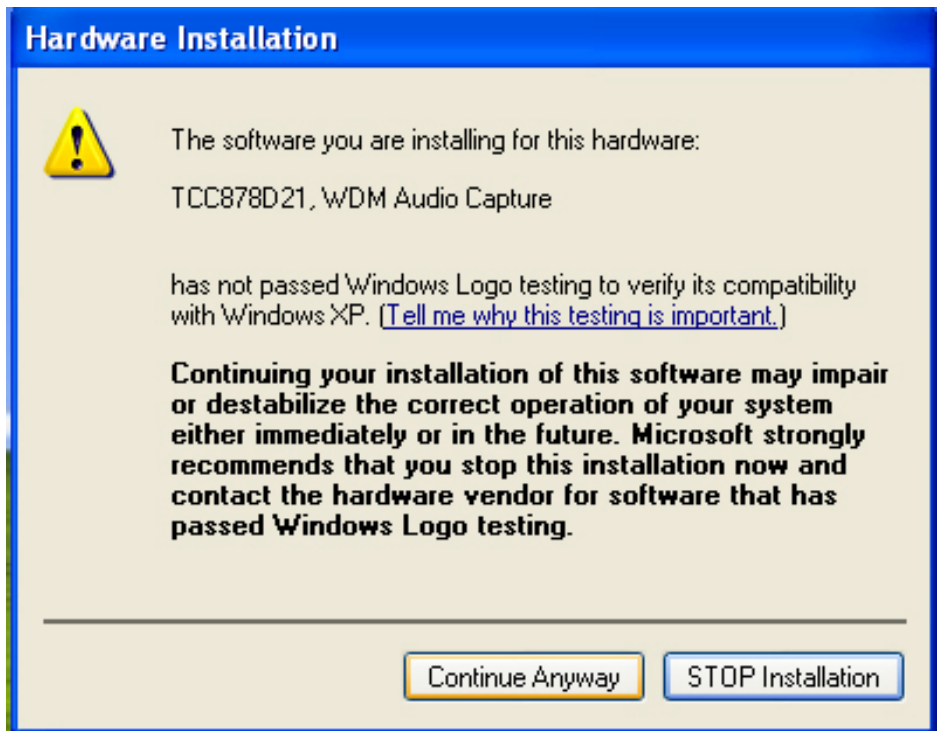 Hardware Installation
The software you are installing for this hardware:
TCC878D21, WDM Audio Capture
has not passed Windows Logo testing to verify its compatibility
with Windows XP. (Tell me why this testing is important.)
Continuing your installation of this software may impair
or destabilize the correct operation of your system
either immediately or in the future. Microsoft strongly
recommends that you stop this installation now and
contact the hardware vendor for software that has
passed Windows Logo testing.
Continue Anyway
STOP Installation